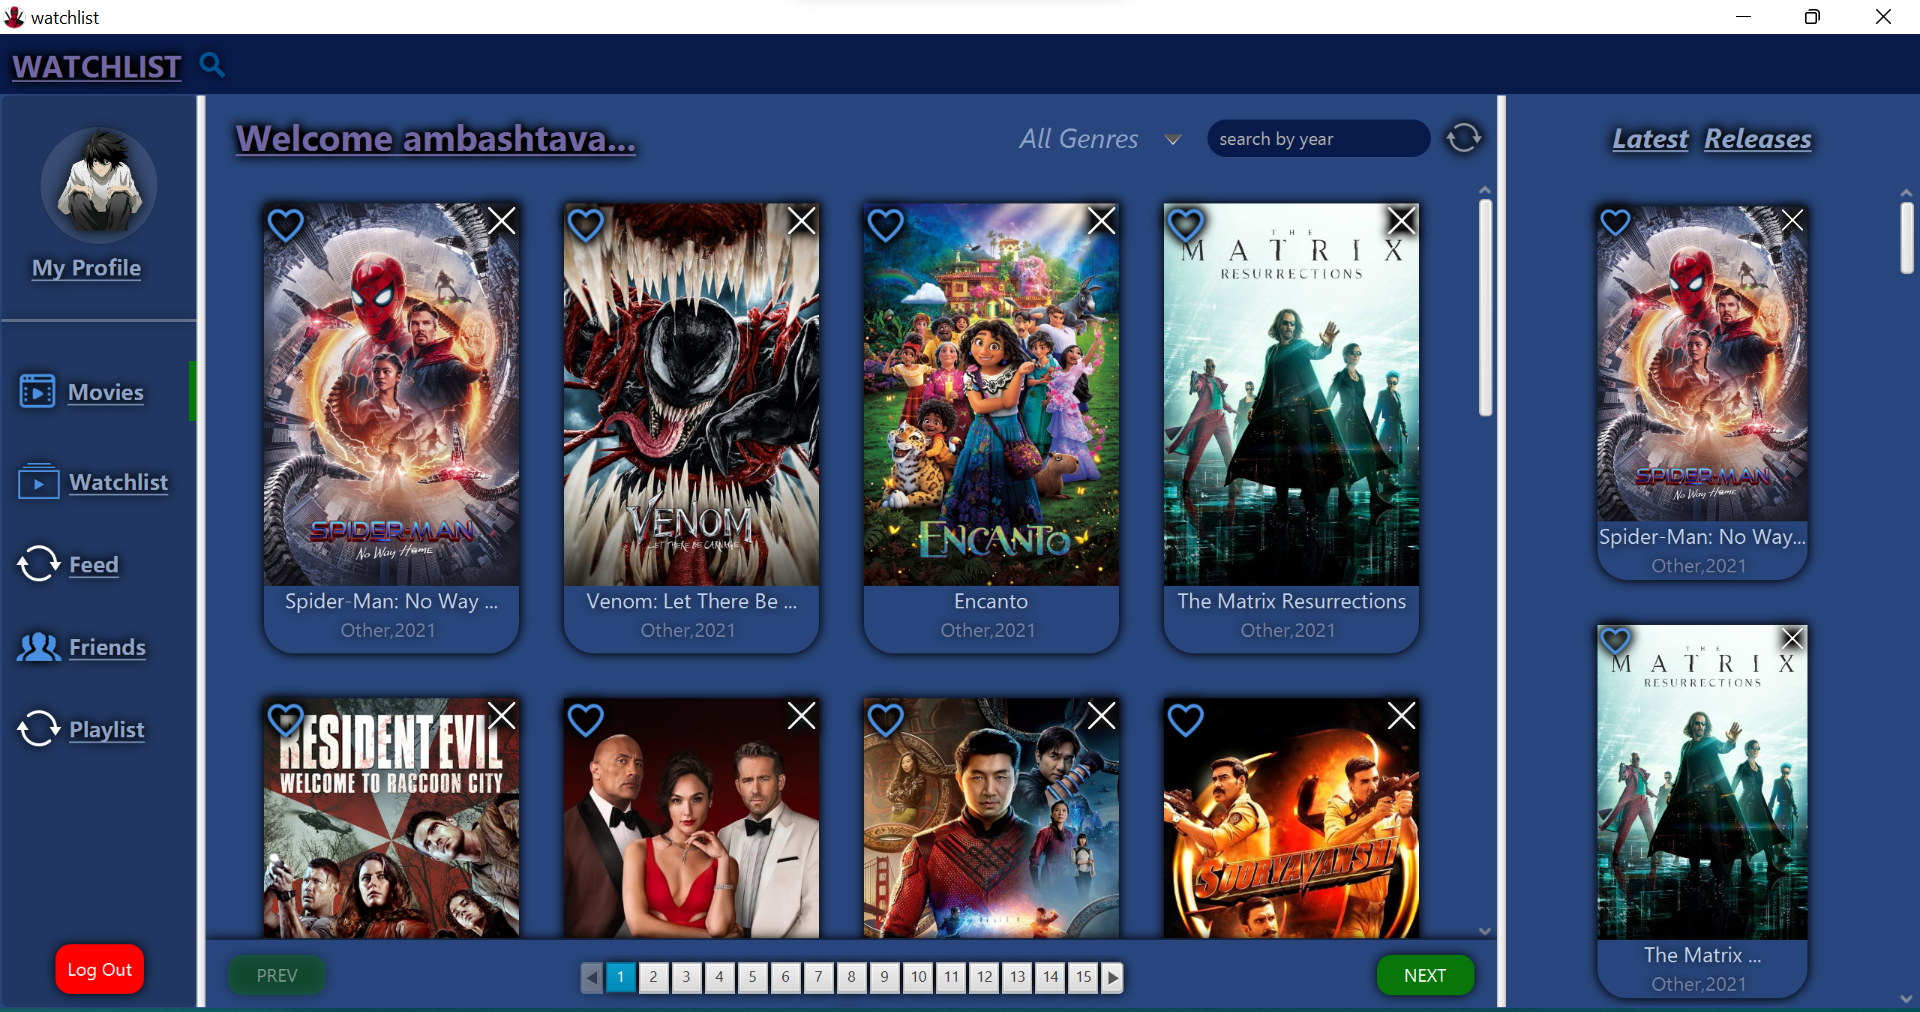 watchlist
WATCHLIST
My Profile
Movies
Watchlist
Feed
Friends
Playlist
Log Out
Welcome ambashtava...
All Genres
search by year
SPIDER-MAN
No Way Home
Spider-Man: No Way ...
Other,2021
VENOM
LET THERE BE CARNAGE
Venom: Let There Be ...
Other,2021
ENCANTO
Encanto
Other,2021
THE
MATRIX
RESURRECTIONS
The Matrix Resurrections
Other,2021
RESIDENT EVIL
WELCOME TO RACCOON CITY
SOORYAVANSHI
PREV
1 2 3 4 5 6 7 8 9 10 11 12 13 14 15
NEXT
Latest Releases
SPIDER-MAN
No Way Home
Spider-Man: No Way...
Other,2021
THE
MATRIX
RESURRECTIONS
The Matrix ...
Other,2021